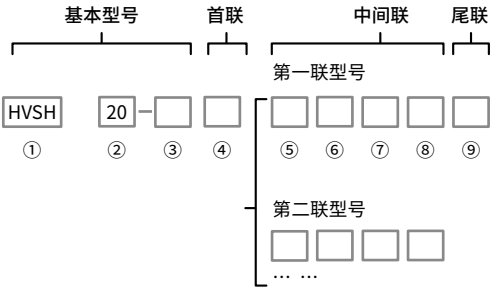 基本型号 首联 中间联 尾联
第一联型号
HVSH 20-
① ② ③ ④ ⑤ ⑥ ⑦ ⑧ ⑨
第二联型号
… …